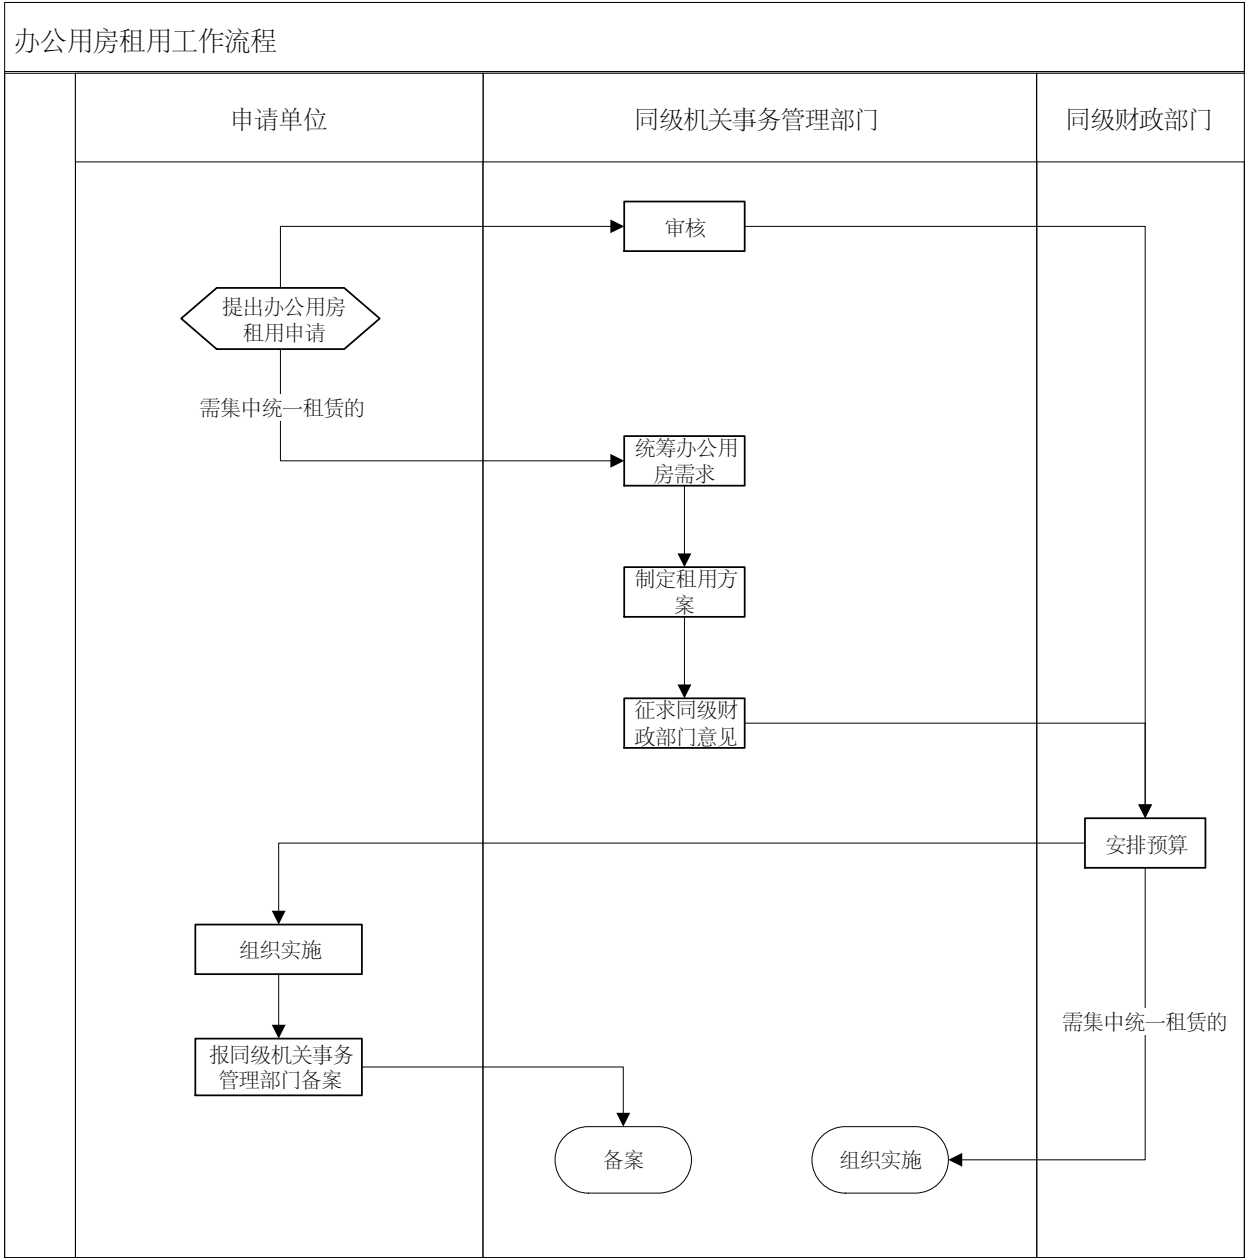 办公用房租用工作流程
申请单位
同级机关事务管理部门
同级财政部门
审核
提出办公用房
租用申请
需集中统一租赁的
统筹办公用
房需求
制定租用方
案
征求同级财
政部门意见
安排预算
组织实施
需集中统一租赁的
报同级机关事务
管理部门备案
备案
组织实施